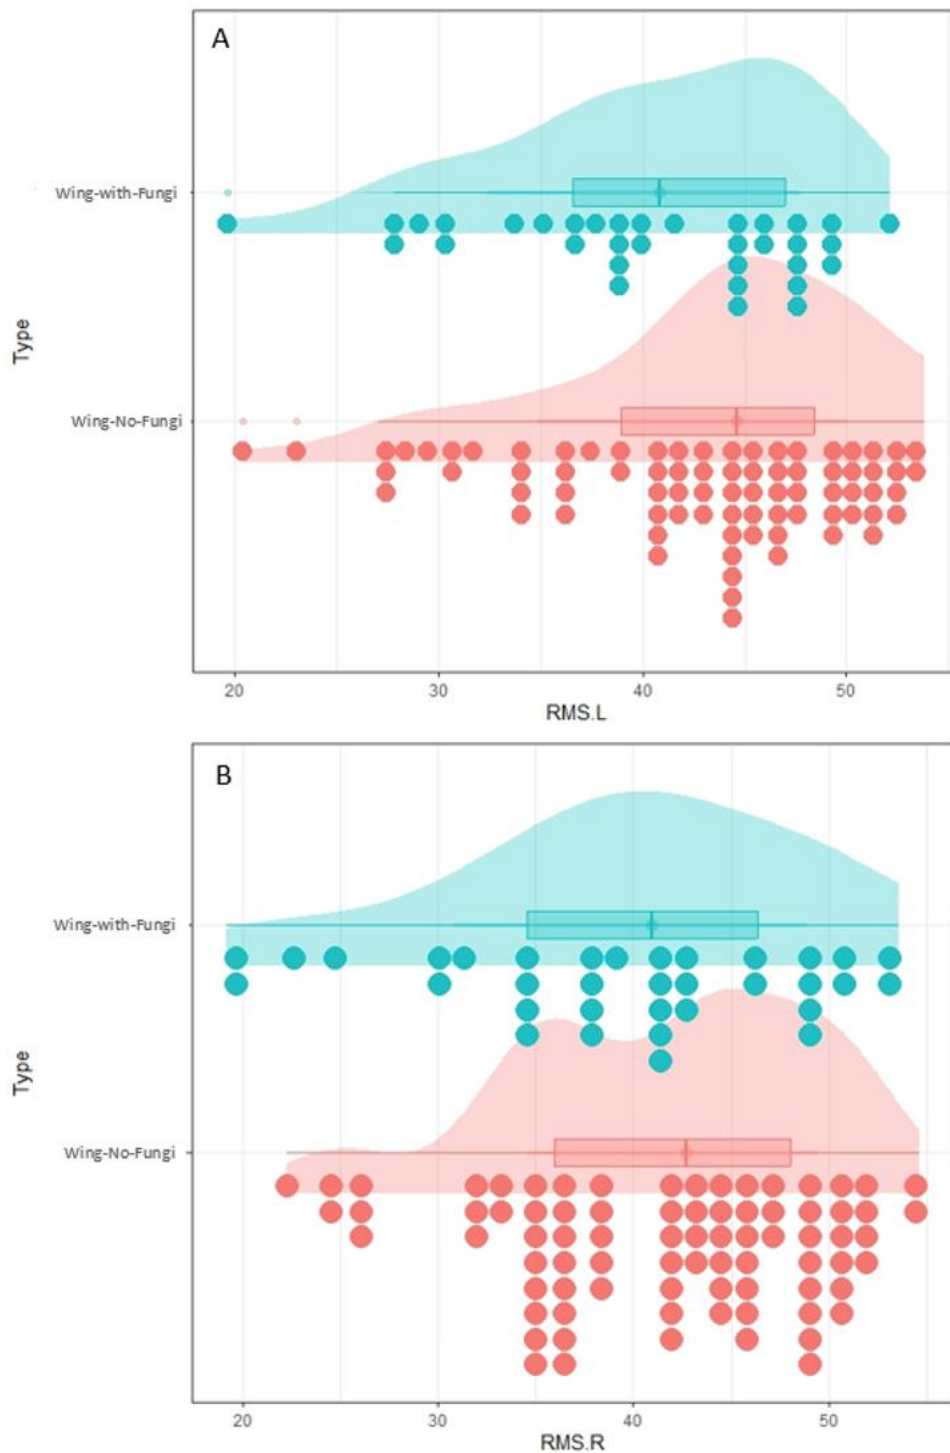 A
Wing-with-Fungi
Type
Wing-No-Fungi
20 30 40 50
RMS.L
B
Wing-with-Fungi
Type
Wing-No-Fungi
20 30 40 50
RMS.R